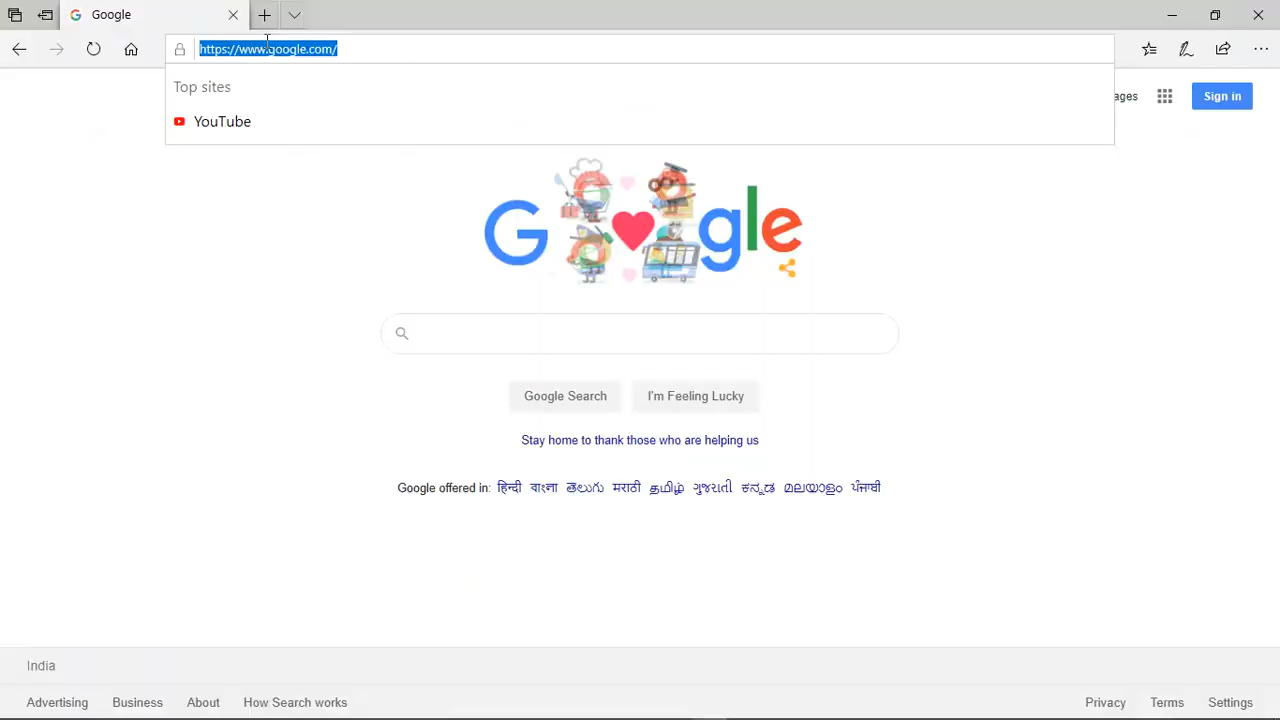 Google
https://www.google.com/
Top sites
YouTube
ages
Sign in
Google
Google Search
I'm Feeling Lucky
Stay home to thank those who are helping us
Google offered in: हिन्दी বাংলা తెలుగు मराठी தமிழ் ગુજરાતી ಕನ್ನಡ മലയാളം ਪੰਜਾਬੀ
India
Advertising Business About How Search works
Privacy Terms Settings